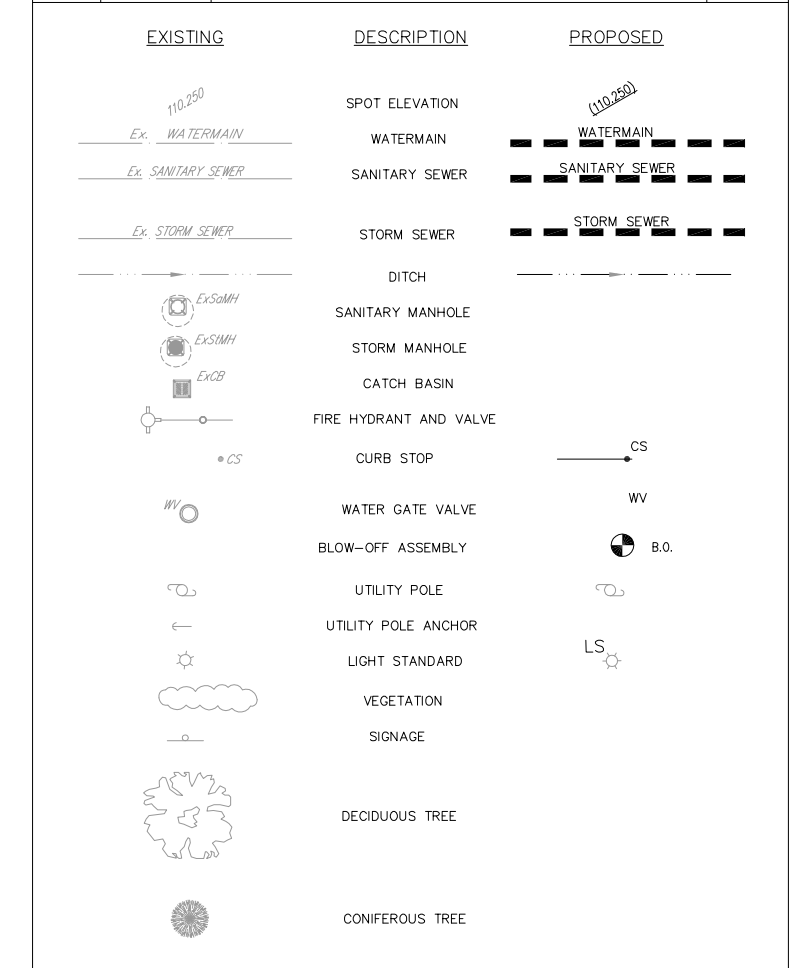 EXISTING DESCRIPTION PROPOSED
110.250 SPOT ELEVATION (110.250)
Ex. WATERMAIN WATERMAIN WATERMAIN
Ex. SANITARY SEWER SANITARY SEWER SANITARY SEWER
Ex. STORM SEWER STORM SEWER STORM SEWER
DITCH
ExSaMH SANITARY MANHOLE
ExStMH STORM MANHOLE
ExCB CATCH BASIN
FIRE HYDRANT AND VALVE
CS CURB STOP CS
WV WATER GATE VALVE WV
BLOW-OFF ASSEMBLY B.O.
UTILITY POLE
UTILITY POLE ANCHOR
LIGHT STANDARD LS
VEGETATION
SIGNAGE
DECIDUOUS TREE
CONIFEROUS TREE